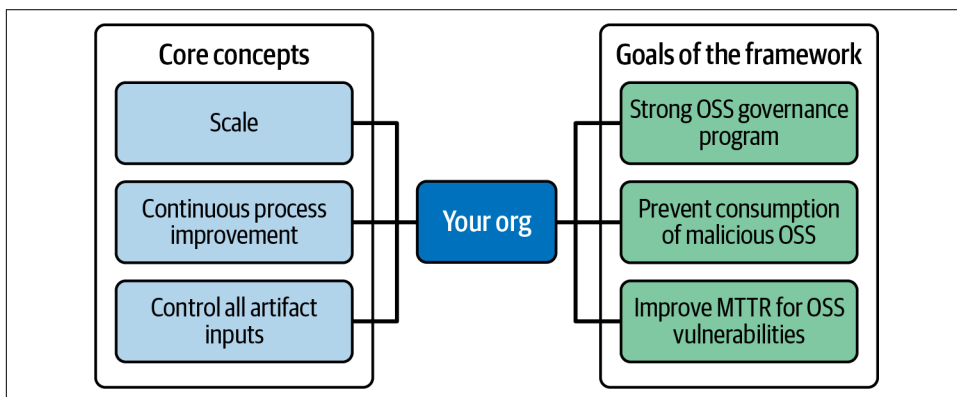 Core concepts
Scale
Continuous process
improvement
Control all artifact
inputs
Your org
Goals of the framework
Strong OSS governance
program
Prevent consumption
of malicious OSS
Improve MTTR for OSS
vulnerabilities